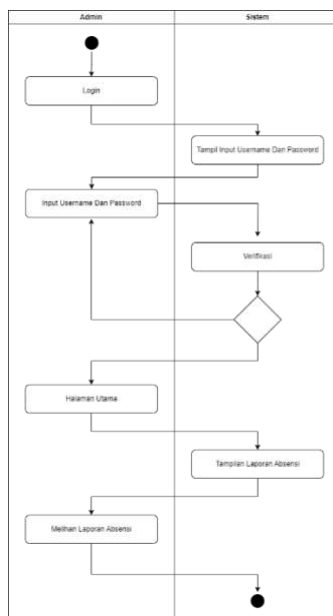 Admin
Sistem
Login
Tampil Input Username Dan Password
Input Username Dan Password
Verifikasi
Halaman Utama
Tampilan Laporan Absensi
Melihan Laporan Absensi